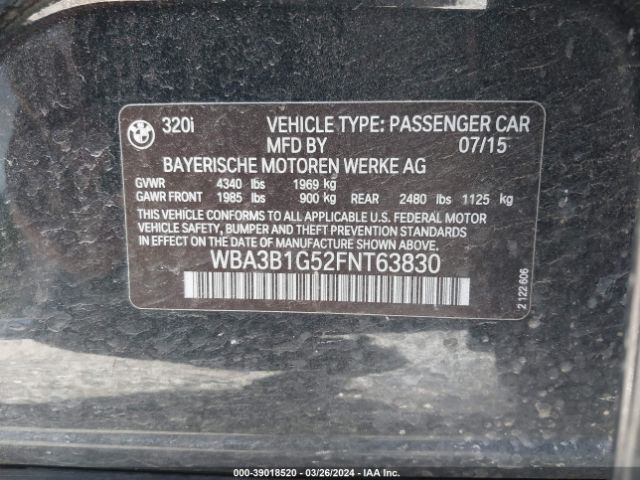 BMW
320i VEHICLE TYPE: PASSENGER CAR
MFD BY 07/15
BAYERISCHE MOTOREN WERKE AG
GVWR 4340 lbs 1969 kg
GAWR FRONT 1985 lbs 900 kg REAR 2480 lbs 1125 kg
THIS VEHICLE CONFORMS TO ALL APPLICABLE U.S. FEDERAL MOTOR
VEHICLE SAFETY, BUMPER AND THEFT PREVENTION STANDARDS
IN EFFECT ON THE DATE OF MANUFACTURE SHOWN ABOVE.
WBA3B1G52FNT63830
2 122 606
000-39018520 - 03/26/2024 - IAA Inc.